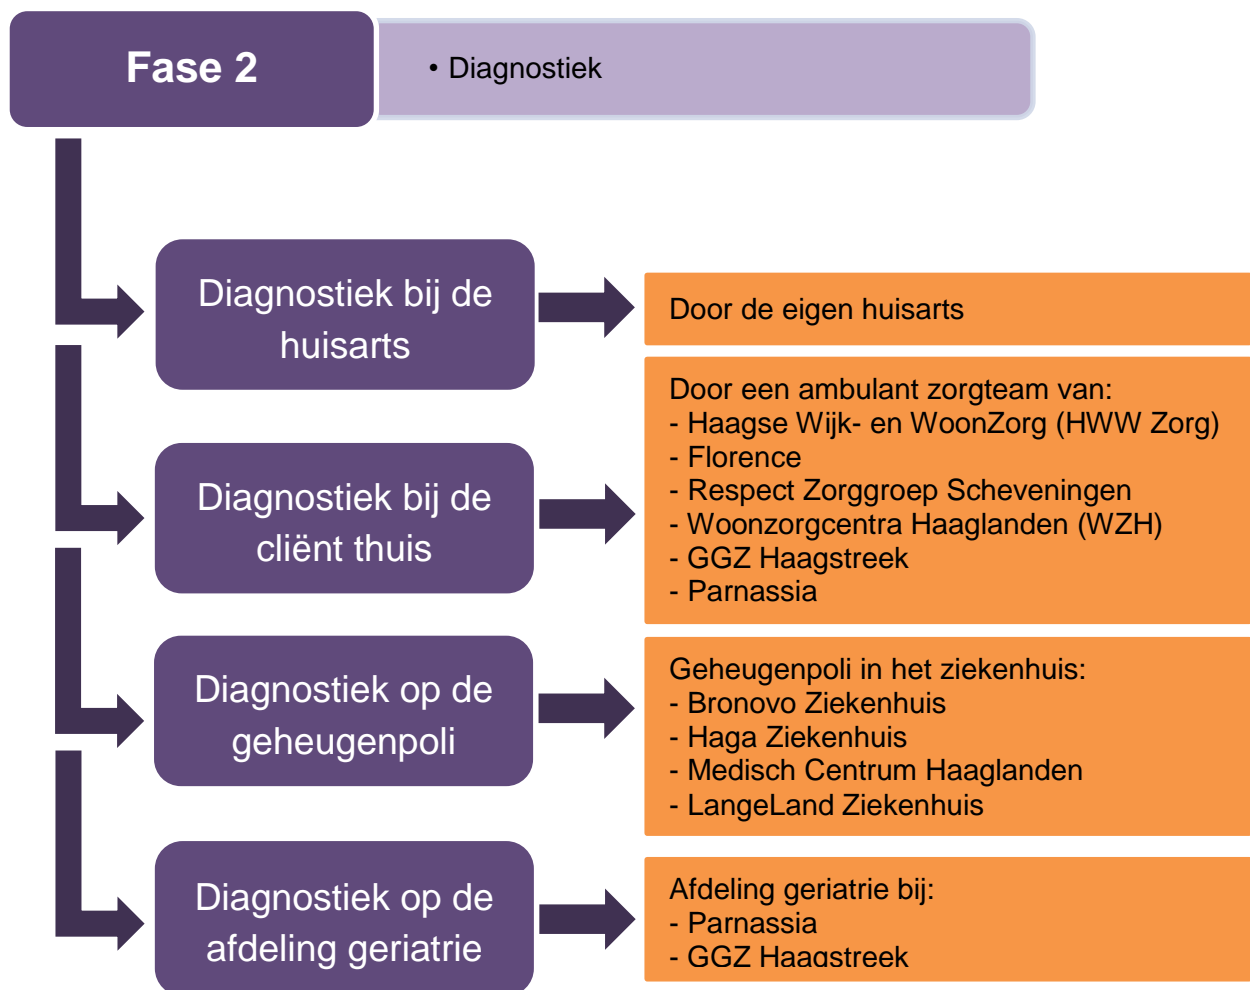 Fase 2
• Diagnostiek
Diagnostiek bij de
huisarts
Door de eigen huisarts
Diagnostiek bij de
cliënt thuis
Door een ambulant zorgteam van:
- Haagse Wijk- en WoonZorg (HWW Zorg)
- Florence
- Respect Zorggroep Scheveningen
- Woonzorgcentra Haaglanden (WZH)
- GGZ Haagstreek
- Parnassia
Diagnostiek op de
geheugenpoli
Geheugenpoli in het ziekenhuis:
- Bronovo Ziekenhuis
- Haga Ziekenhuis
- Medisch Centrum Haaglanden
- LangeLand Ziekenhuis
Diagnostiek op de
afdeling geriatrie
Afdeling geriatrie bij:
- Parnassia
- GGZ Haagstreek